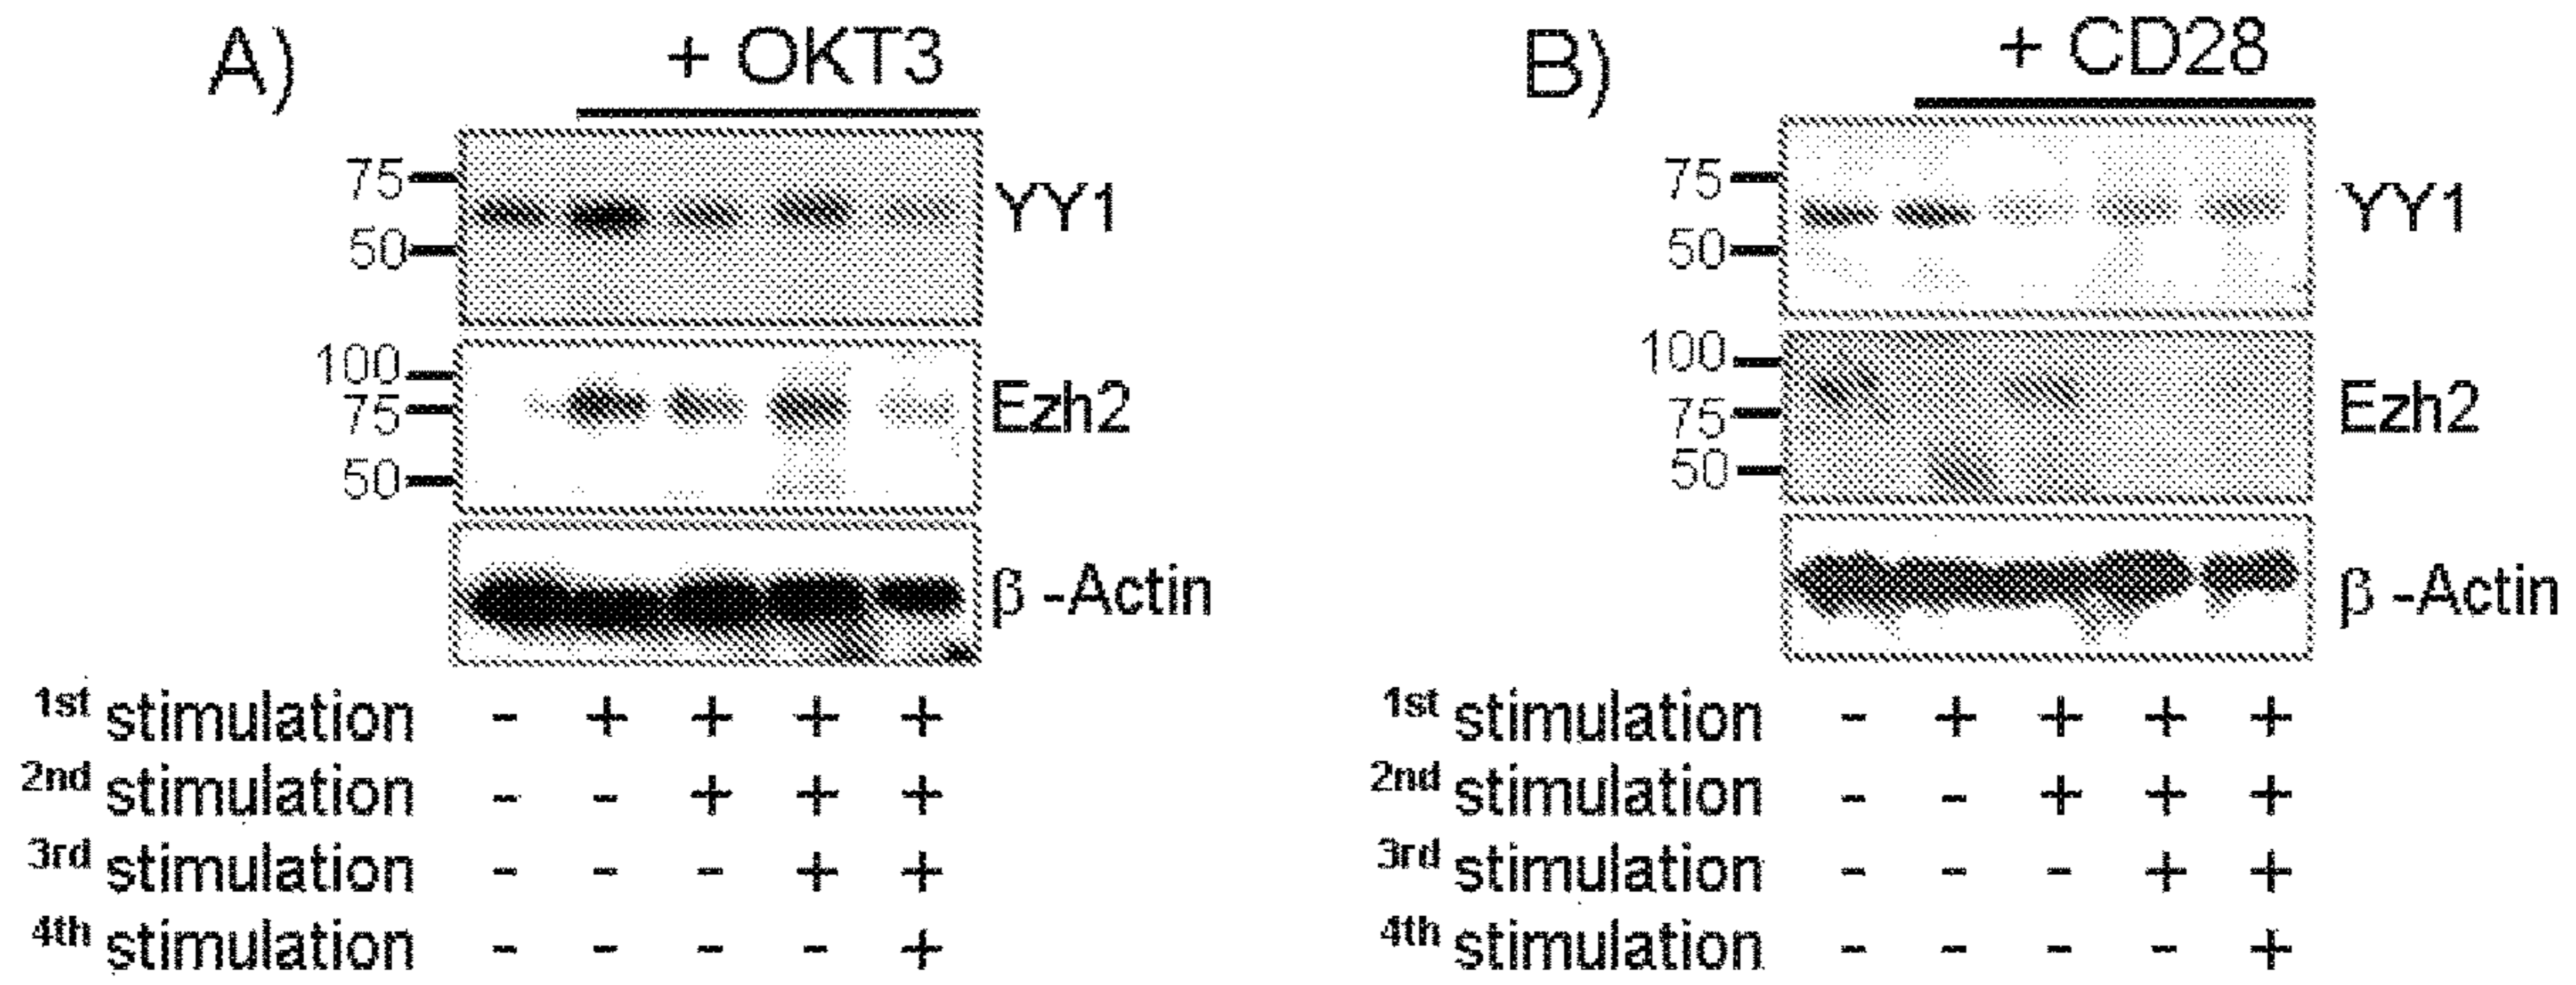 A) + OKT3
75
50
YY1
100
75
50
Ezh2
β -Actin
1st stimulation - + + + +
2nd stimulation - - + + +
3rd stimulation - - - + +
4th stimulation - - - - +
B) + CD28
75
50
YY1
100
75
50
Ezh2
β -Actin
1st stimulation - + + + +
2nd stimulation - - + + +
3rd stimulation - - - + +
4th stimulation - - - - +